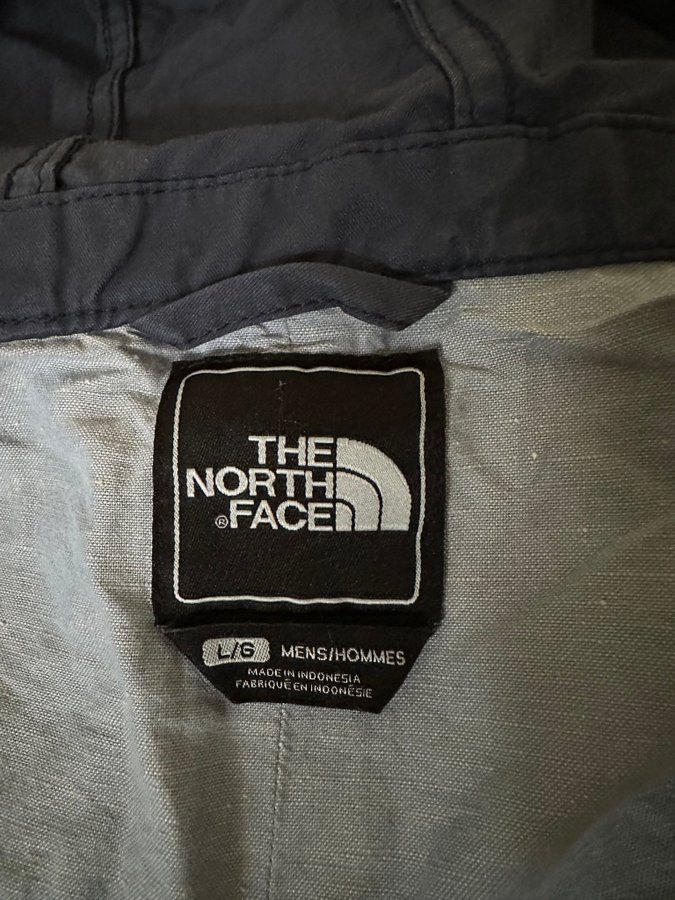 THE
NORTH
® FACE
L/G MENS/HOMMES
MADE IN INDONESIA
FABRIQUÉ EN INDONÉSIE